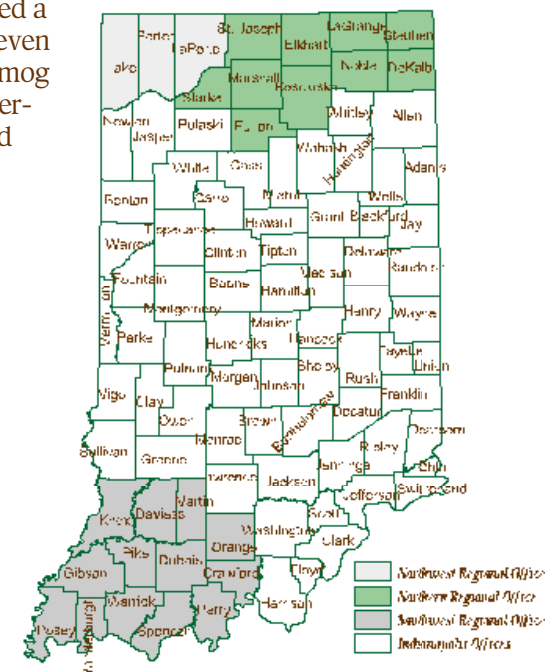 ed a
even
mog
er-
d
Porter
LaPorte
St. Joseph
LaGrange
Steuben
Elkhart
Lake
Noble
DeKalb
Marshall
Kosciusko
Starke
Whitley
Allen
Newton
Jasper
Pulaski
Fulton
Wabash
Huntington
White
Cass
Adams
Miami
Wells
Benton
Carroll
Howard
Grant
Blackford
Jay
Tippecanoe
Warren
Clinton
Tipton
Delaware
Randolph
Madison
Fountain
Boone
Hamilton
Montgomery
Henry
Wayne
Vermillion
Marion
Parke
Hendricks
Hancock
Fayette
Union
Putnam
Shelby
Morgan
Johnson
Rush
Vigo
Clay
Franklin
Owen
Brown
Bartholomew
Decatur
Dearborn
Monroe
Ripley
Sullivan
Greene
Jennings
Ohio
Lawrence
Jackson
Jefferson
Switzerland
Martin
Knox
Daviess
Scott
Washington
Orange
Clark
Pike
Dubois
Gibson
Crawford
Floyd
Warrick
Perry
Harrison
Posey
Vanderburgh
Spencer
Northwest Regional Office
Northern Regional Office
Southwest Regional Office
Indianapolis Offices